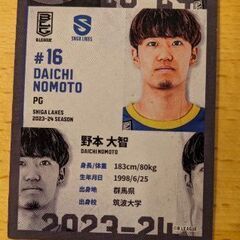 B.LEAGUE
SHIGA LAKES
#16
DAICHI
NOMOTO
PG
SHIGA LAKES
2023-24 SEASON
野本 大智
DAICHI NOMOTO
身長/体重 183cm/80kg
生年月日 1998/6/25
出身地 群馬県
出身校 筑波大学
2023-24
©B.LEAGUE